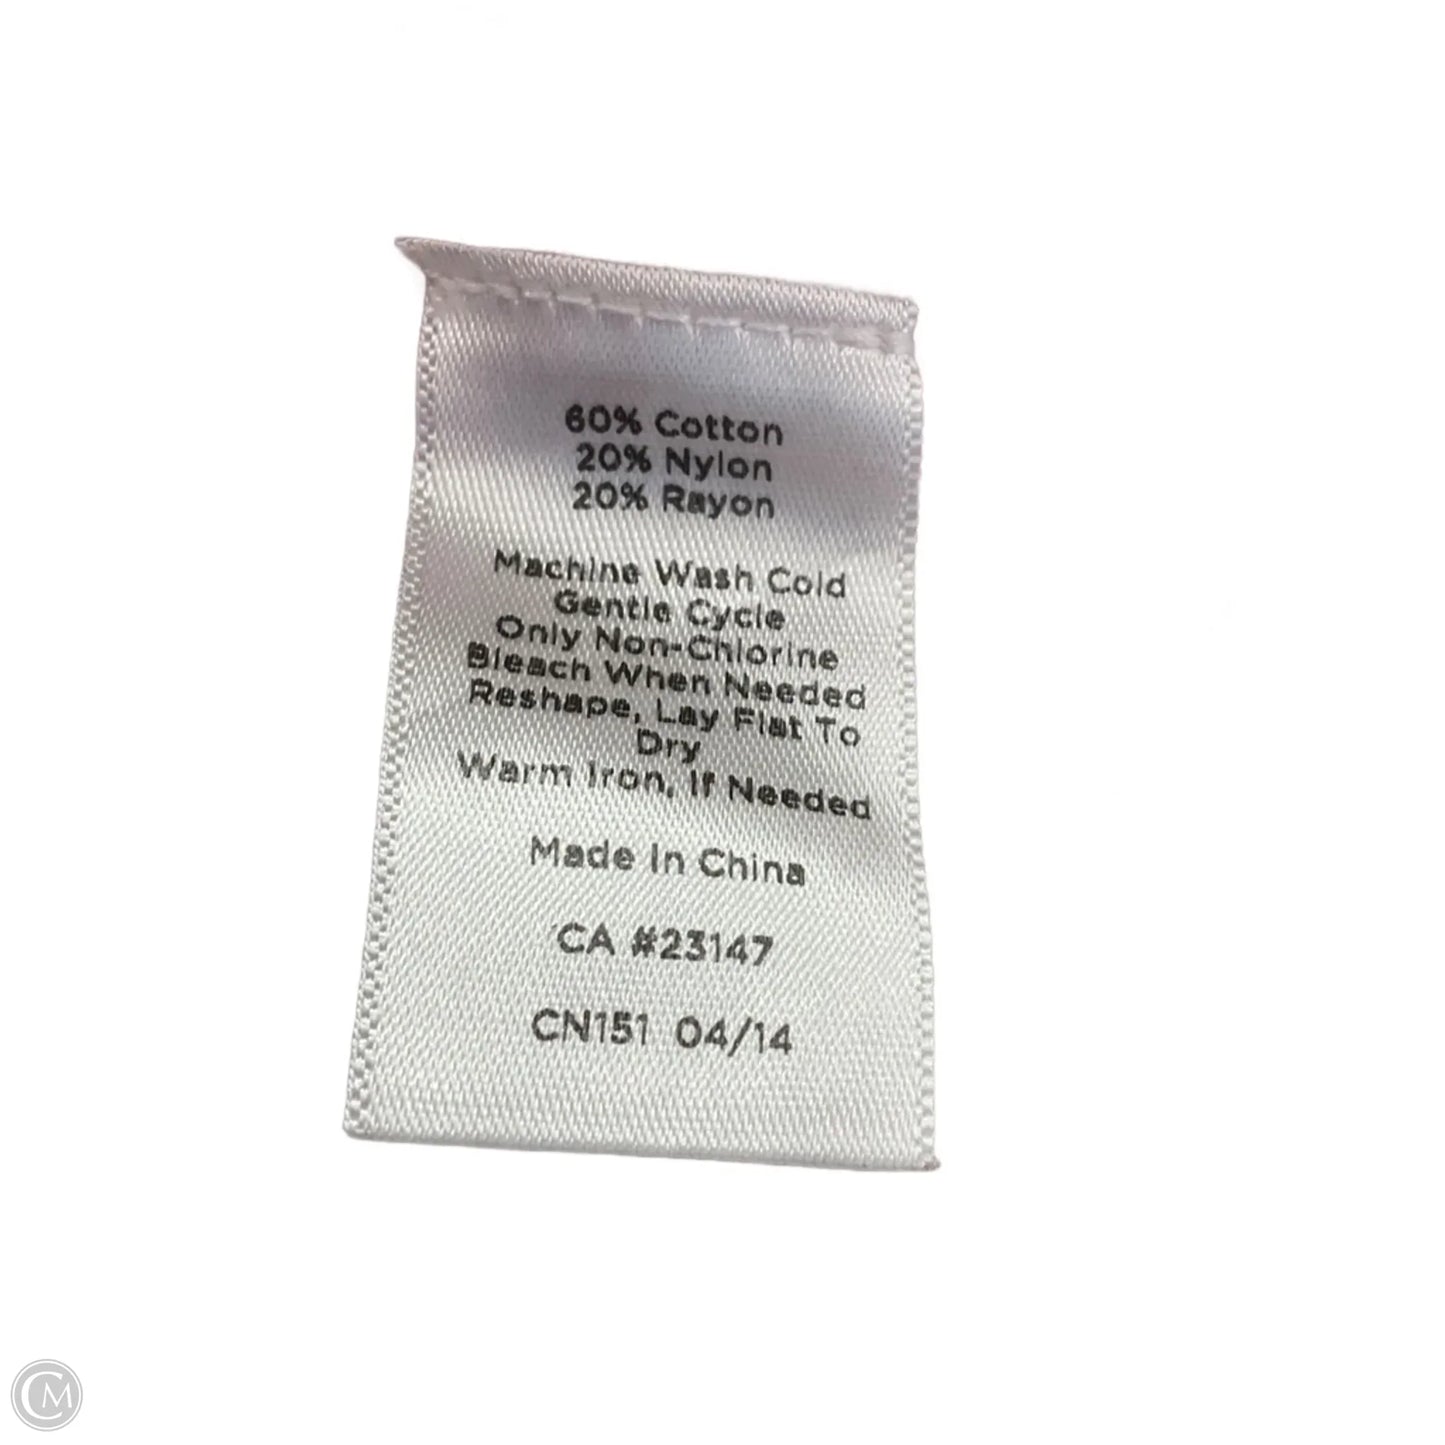 60% Cotton
20% Nylon
20% Rayon
Machine Wash Cold
Gentle Cycle
Only Non-Chlorine
Bleach When Needed
Reshape, Lay Flat To
Dry
Warm Iron, If Needed
Made In China
CA #23147
CN151 04/14
CM